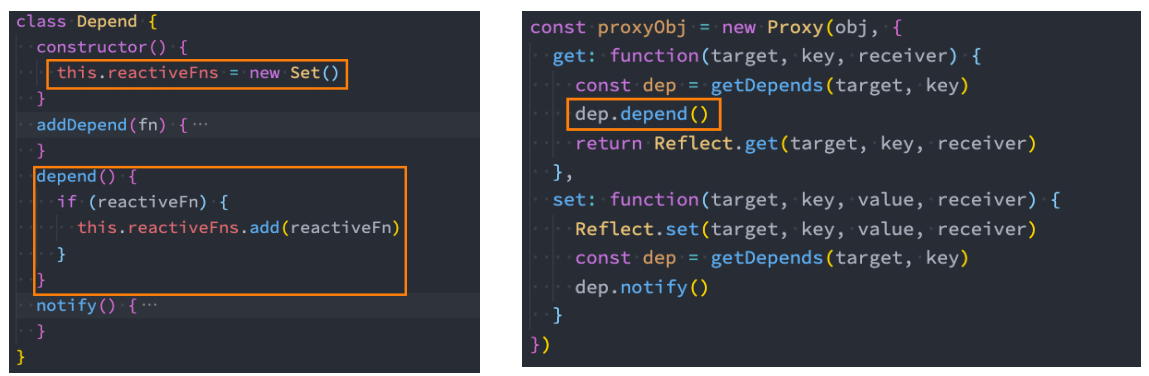 class Depend {
  constructor() {
    this.reactiveFns = new Set()
  }
  addDepend(fn) { ...
  }
  depend() {
    if (reactiveFn) {
      this.reactiveFns.add(reactiveFn)
    }
  }
  notify() { ...
  }
}
const proxyObj = new Proxy(obj, {
  get: function(target, key, receiver) {
    const dep = getDepends(target, key)
    dep.depend()
    return Reflect.get(target, key, receiver)
  },
  set: function(target, key, value, receiver) {
    Reflect.set(target, key, value, receiver)
    const dep = getDepends(target, key)
    dep.notify()
  }
})